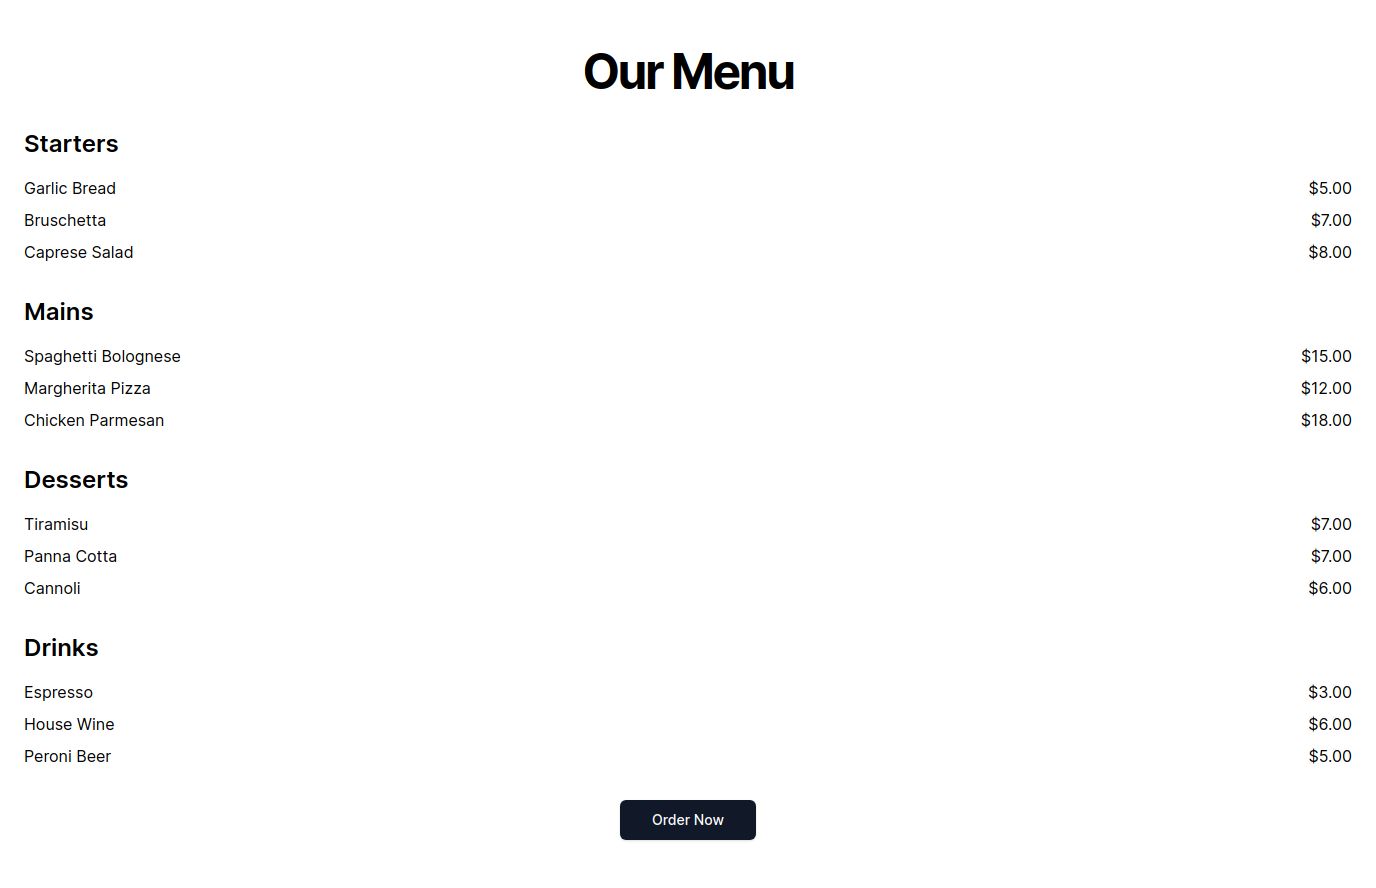 Our Menu
Starters
Garlic Bread $5.00
Bruschetta $7.00
Caprese Salad $8.00
Mains
Spaghetti Bolognese $15.00
Margherita Pizza $12.00
Chicken Parmesan $18.00
Desserts
Tiramisu $7.00
Panna Cotta $7.00
Cannoli $6.00
Drinks
Espresso $3.00
House Wine $6.00
Peroni Beer $5.00
Order Now